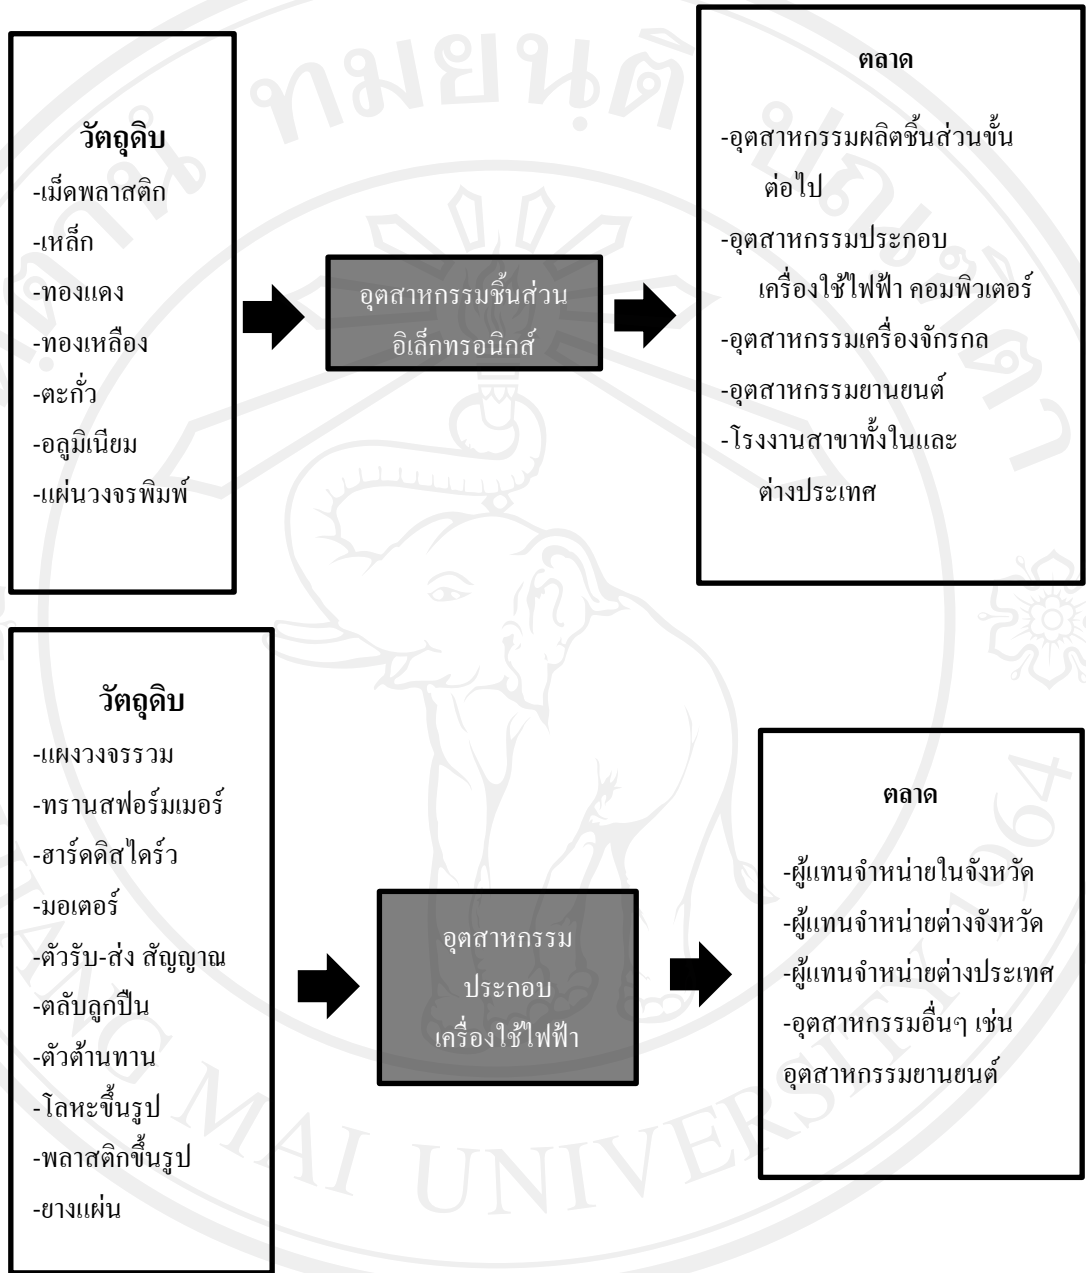 วัตถุดิบ
-เม็ดพลาสติก
-เหล็ก
-ทองแดง
-ทองเหลือง
-ตะกั่ว
-อลูมิเนียม
-แผ่นวงจรพิมพ์
อุตสาหกรรมชิ้นส่วน
อิเล็กทรอนิกส์
ตลาด
-อุตสาหกรรมผลิตชิ้นส่วนขั้น
ต่อไป
-อุตสาหกรรมประกอบ
เครื่องใช้ไฟฟ้า คอมพิวเตอร์
-อุตสาหกรรมเครื่องจักรกล
-อุตสาหกรรมยานยนต์
-โรงงานสาขาทั้งในและ
ต่างประเทศ
วัตถุดิบ
-แผงวงจรรวม
-ทรานสฟอร์มเมอร์
-ฮาร์ดดิสไดร์ว
-มอเตอร์
-ตัวรับ-ส่ง สัญญาณ
-ตลับลูกปืน
-ตัวต้านทาน
-โลหะขึ้นรูป
-พลาสติกขึ้นรูป
-ยางแผ่น
อุตสาหกรรม
ประกอบ
เครื่องใช้ไฟฟ้า
ตลาด
-ผู้แทนจำหน่ายในจังหวัด
-ผู้แทนจำหน่ายต่างจังหวัด
-ผู้แทนจำหน่ายต่างประเทศ
-อุตสาหกรรมอื่นๆ เช่น
อุตสาหกรรมยานยนต์
ทมยนฺติ ปณฺฑิตา
MAI UNIVERSITY 1964